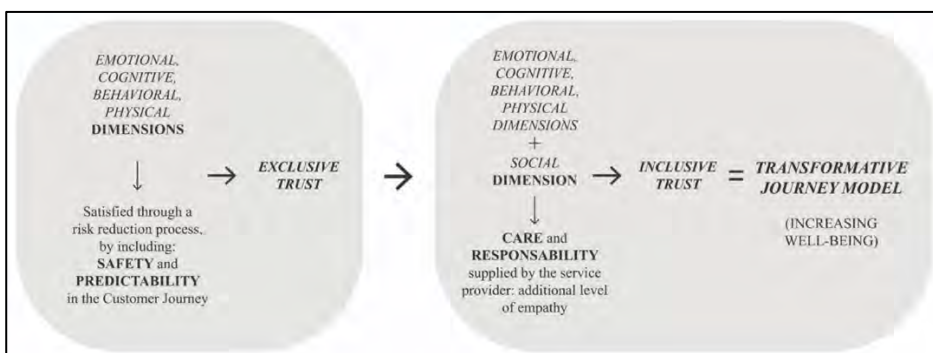 EMOTIONAL,
COGNITIVE,
BEHAVIORAL,
PHYSICAL
DIMENSIONS
Satisfied through a
risk reduction process,
by including:
SAFETY and
PREDICTABILITY
in the Customer Journey
EXCLUSIVE
TRUST
EMOTIONAL,
COGNITIVE,
BEHAVIORAL,
PHYSICAL
DIMENSIONS
+
SOCIAL
DIMENSION
CARE and
RESPONSABILITY
supplied by the service
provider: additional level
of empathy
INCLUSIVE
TRUST
=
TRANSFORMATIVE
JOURNEY MODEL
(INCREASING
WELL-BEING)